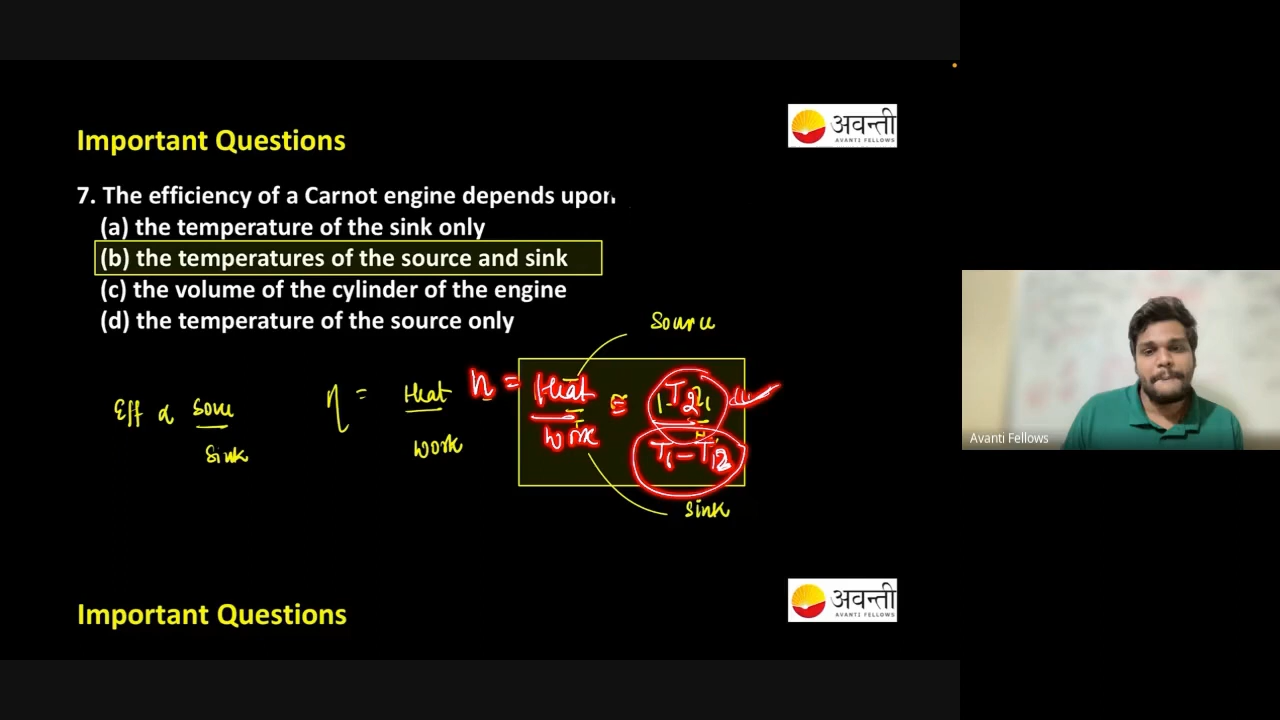 Important Questions
अवन्ती
AVANTI FELLOWS
7. The efficiency of a Carnot engine depends upon
(a) the temperature of the sink only
(b) the temperatures of the source and sink
(c) the volume of the cylinder of the engine
(d) the temperature of the source only
Source
Eff α Sour
Sink
η = Heat
Work
n = Heat
Work
≅
T2
T1 - T2
Sink
Avanti Fellows
Important Questions
अवन्ती
AVANTI FELLOWS